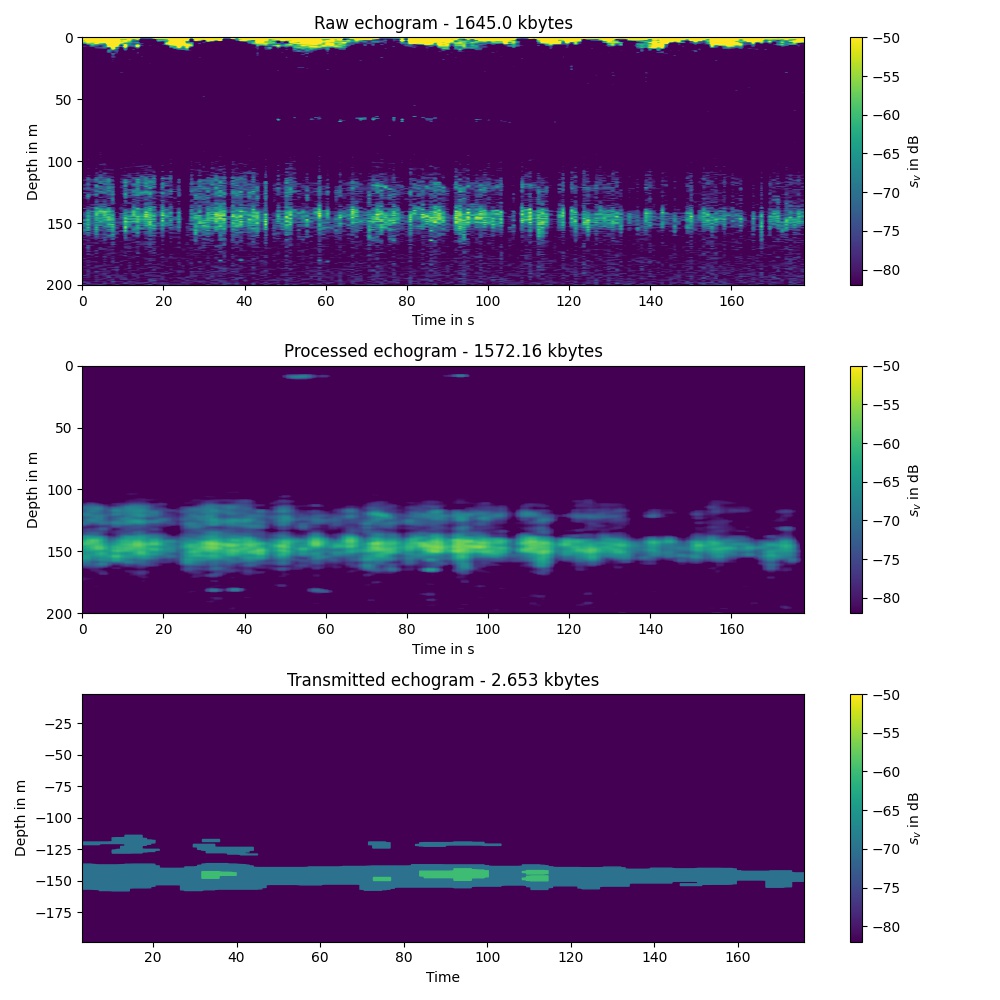 Raw echogram - 1645.0 kbytes
0
50
100
150
200
Depth in m
0 20 40 60 80 100 120 140 160
Time in s
−50
−55
−60
−65
−70
−75
−80
s_v in dB
Processed echogram - 1572.16 kbytes
0
50
100
150
200
Depth in m
0 20 40 60 80 100 120 140 160
Time in s
−50
−55
−60
−65
−70
−75
−80
s_v in dB
Transmitted echogram - 2.653 kbytes
−25
−50
−75
−100
−125
−150
−175
Depth in m
20 40 60 80 100 120 140 160
Time
−50
−55
−60
−65
−70
−75
−80
s_v in dB